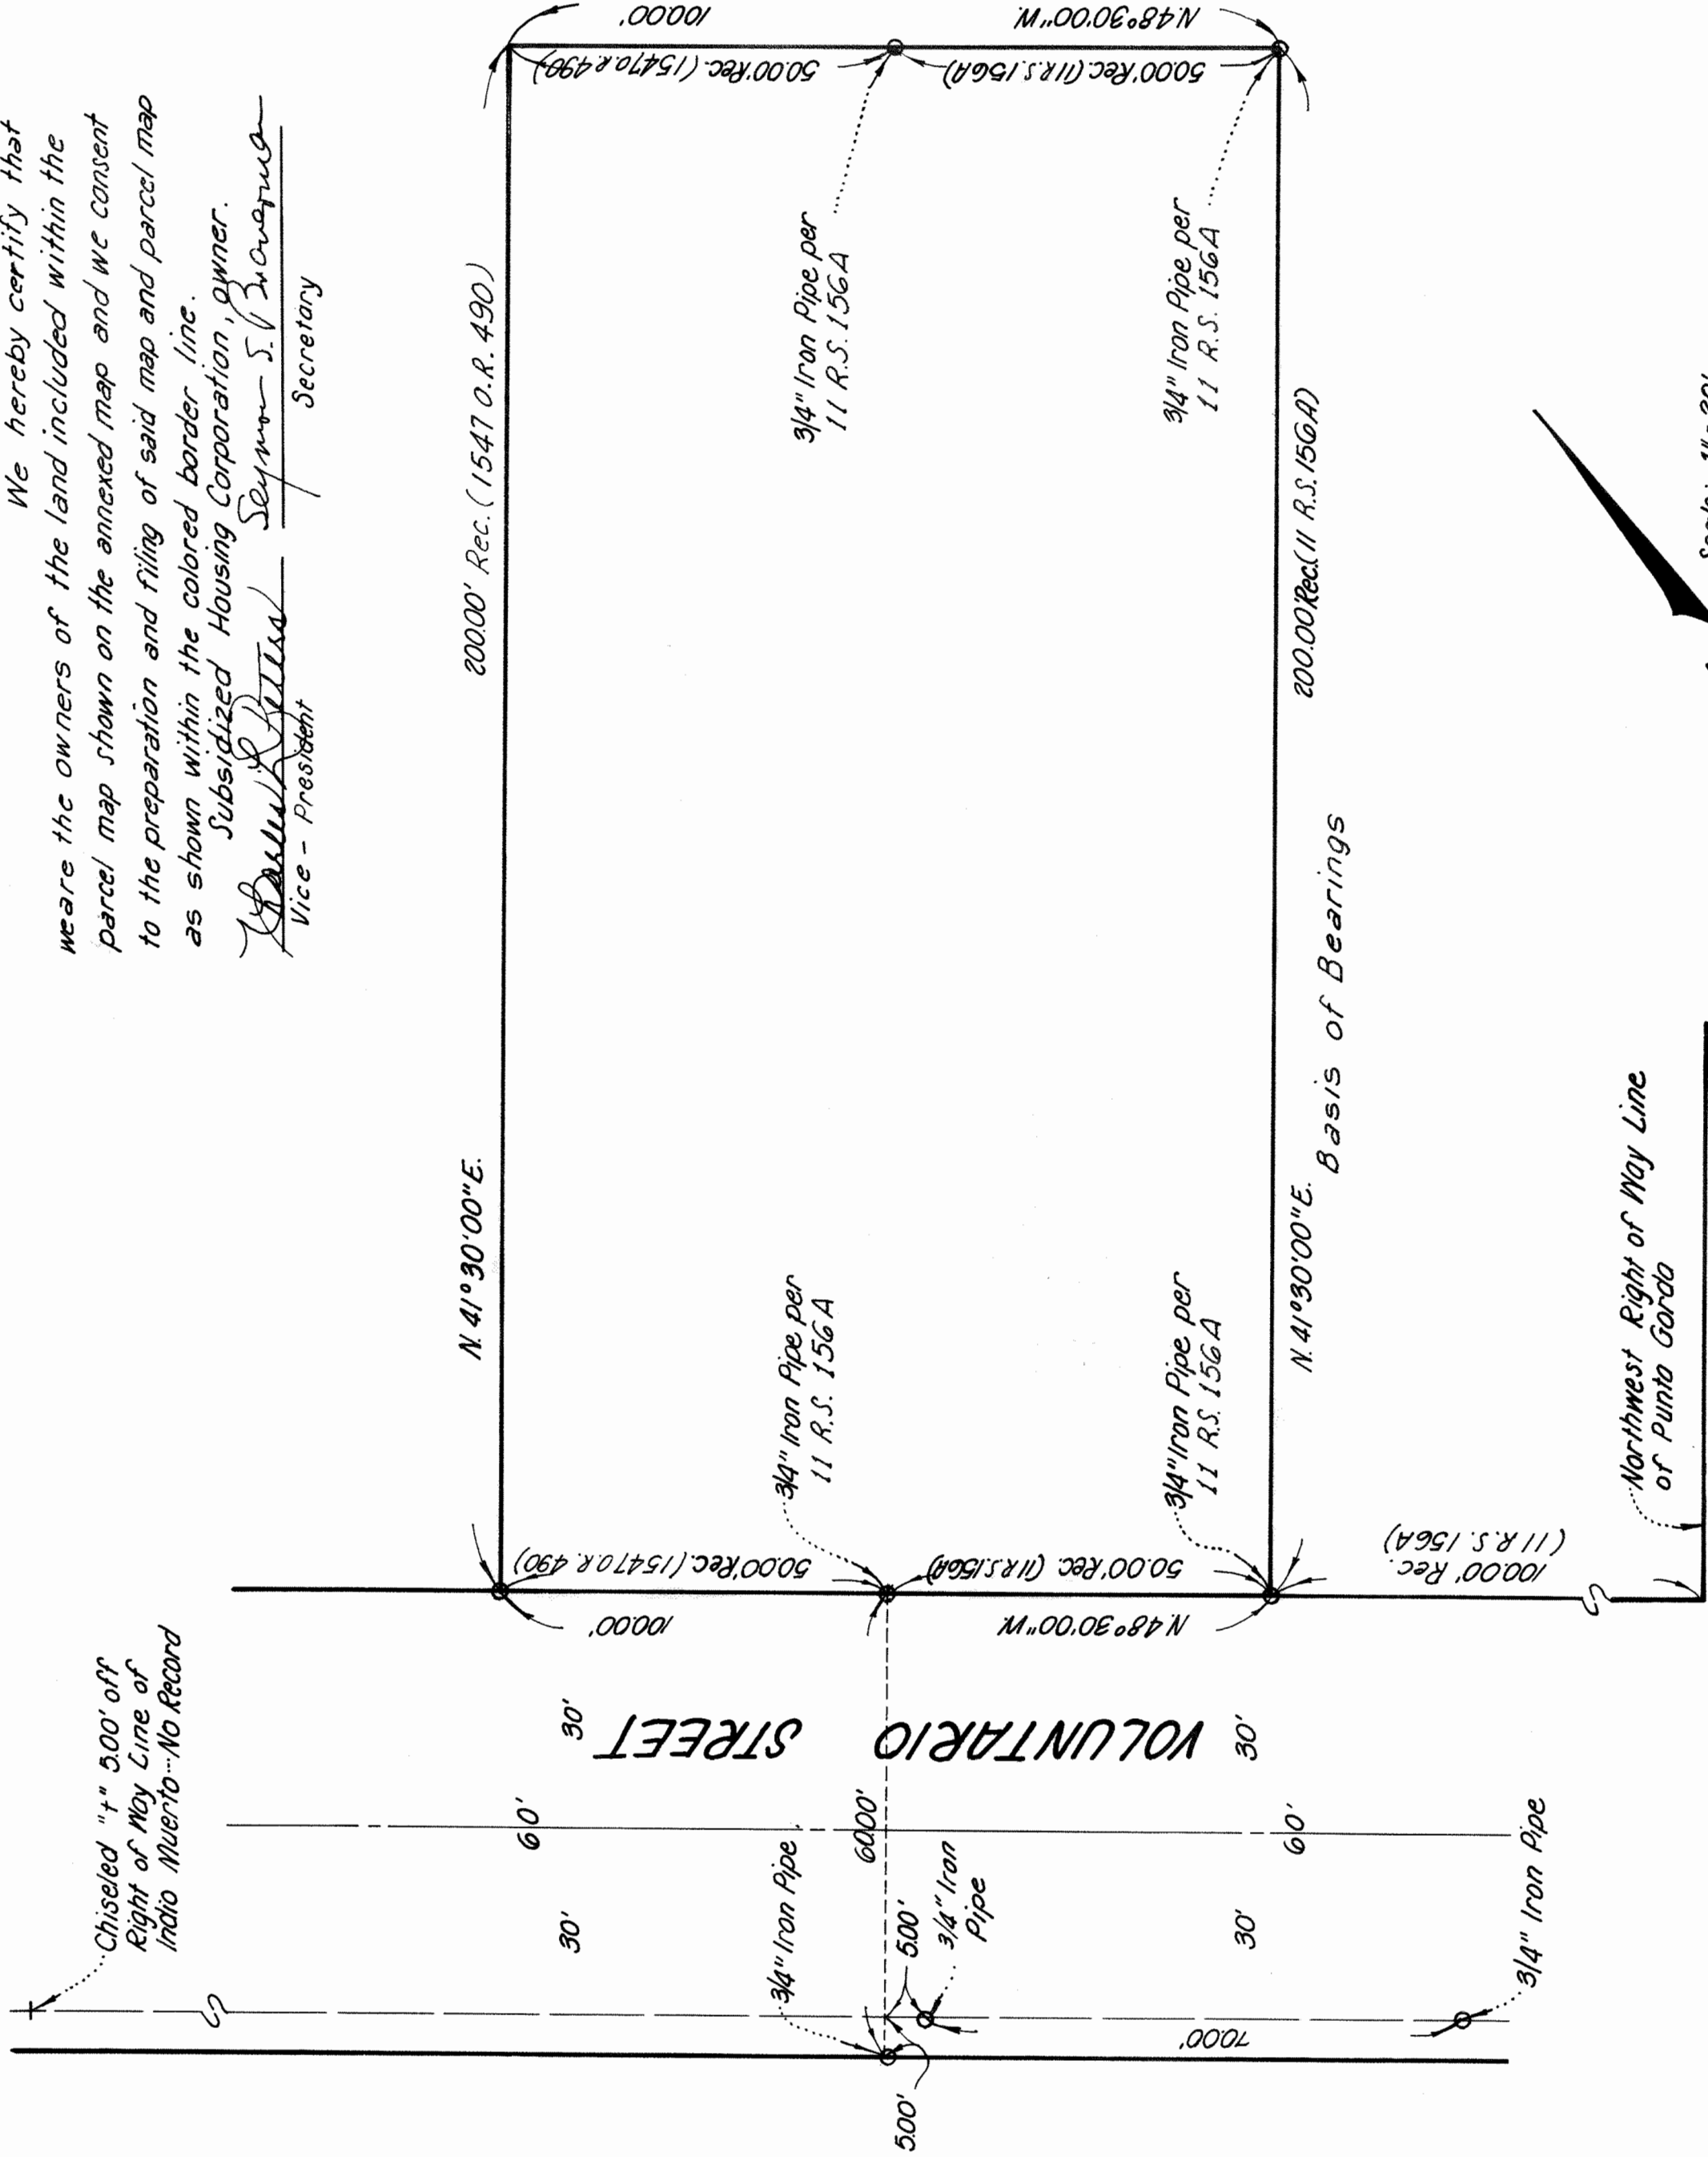 We hereby certify that
we are the owners of the land included within the
parcel map shown on the annexed map and we consent
to the preparation and filing of said map and parcel map
as shown within the colored border line.
Subsidized Housing Corporation, owner.
Seymour S.
Vice - President
Secretary
200.00' Rec. (1547 O.R. 490)
N. 41° 30' 00" E.
100.00'
N. 48° 30' 00" W.
50.00' Rec. (1547 O.R. 490)
50.00' Rec. (11 R.S. 156A)
3/4" Iron Pipe per
11 R.S. 156A
3/4" Iron Pipe per
11 R.S. 156A
200.00' Rec. (11 R.S. 156A)
N. 41° 30' 00" E.
Basis of Bearings
3/4" Iron Pipe per
11 R.S. 156A
3/4" Iron Pipe per
11 R.S. 156A
50.00' Rec. (1547 O.R. 490)
50.00' Rec. (11 R.S. 156A)
100.00' Rec.
(11 R.S. 156A)
Northwest Right of Way Line
of Punta Gorda
100.00'
N. 48° 30' 00" W.
VOLUNTARIO STREET
30'
30'
60'
60.00'
60'
30'
30'
Chiseled "+" 5.00' off
Right of Way Line of
Indio Muerto---No Record
3/4" Iron Pipe
5.00'
3/4" Iron
Pipe
3/4" Iron Pipe
70.00'
5.00'